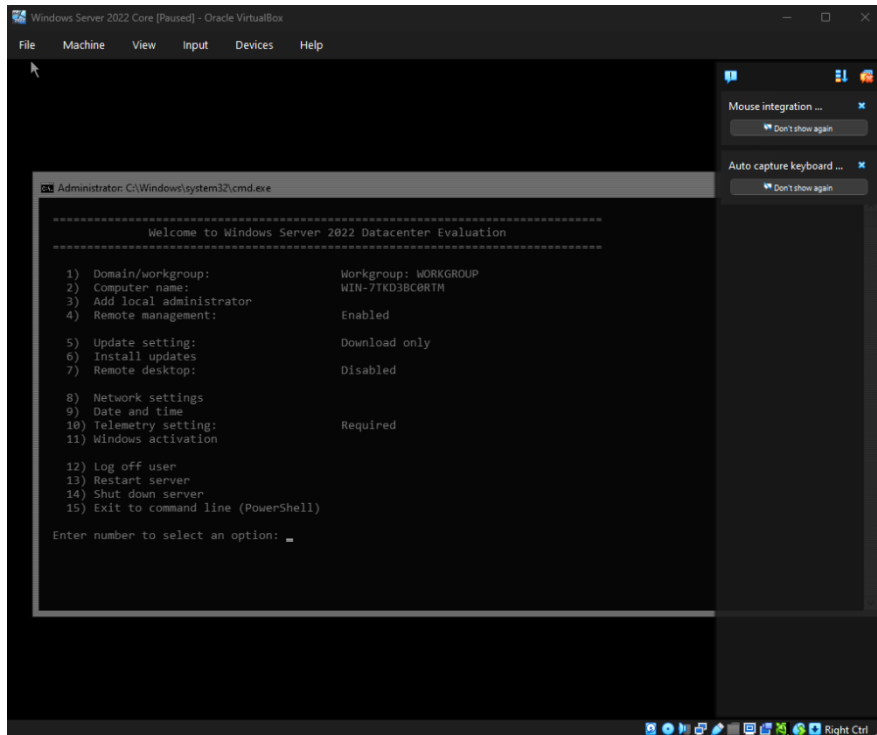 Windows Server 2022 Core [Paused] - Oracle VirtualBox
File Machine View Input Devices Help
Mouse integration ...
Don't show again
Auto capture keyboard ...
Don't show again
Administrator: C:\Windows\system32\cmd.exe
================================================================================
Welcome to Windows Server 2022 Datacenter Evaluation
================================================================================
1) Domain/workgroup: Workgroup: WORKGROUP
2) Computer name: WIN-7TKD3BC0RTM
3) Add local administrator
4) Remote management: Enabled
5) Update setting: Download only
6) Install updates
7) Remote desktop: Disabled
8) Network settings
9) Date and time
10) Telemetry setting: Required
11) Windows activation
12) Log off user
13) Restart server
14) Shut down server
15) Exit to command line (PowerShell)
Enter number to select an option: _
Right Ctrl